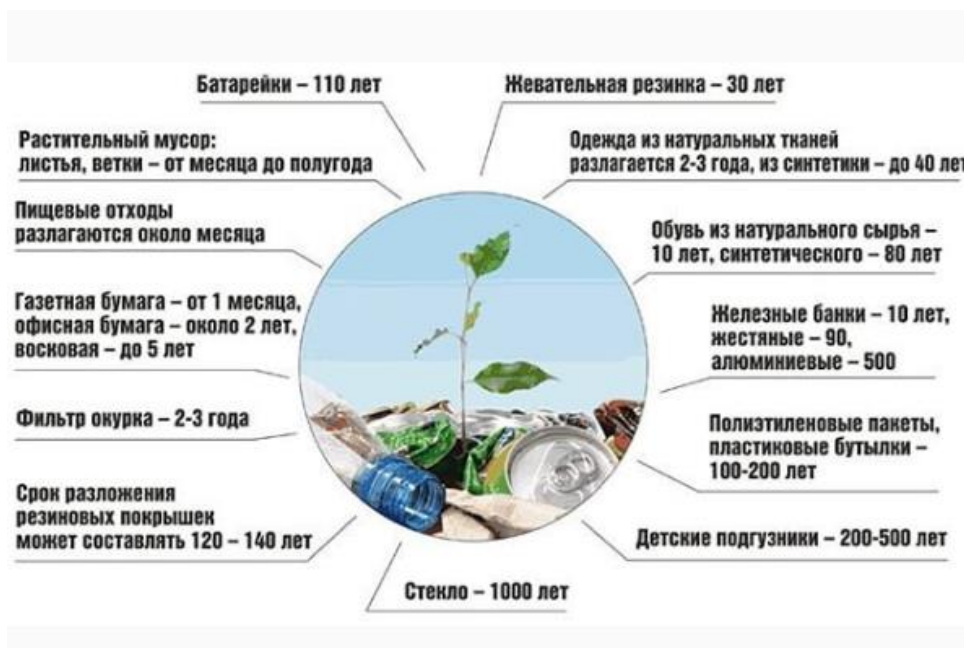 Батарейки – 110 лет
Жевательная резинка – 30 лет
Растительный мусор:
листья, ветки – от месяца до полугода
Одежда из натуральных тканей
разлагается 2-3 года, из синтетики – до 40 лет
Пищевые отходы
разлагаются около месяца
Обувь из натурального сырья –
10 лет, синтетического – 80 лет
Газетная бумага – от 1 месяца,
офисная бумага – около 2 лет,
восковая – до 5 лет
Железные банки – 10 лет,
жестяные – 90,
алюминиевые – 500
Фильтр окурка – 2-3 года
Полиэтиленовые пакеты,
пластиковые бутылки –
100-200 лет
Срок разложения
резиновых покрышек
может составлять 120 – 140 лет
Детские подгузники – 200-500 лет
Стекло – 1000 лет